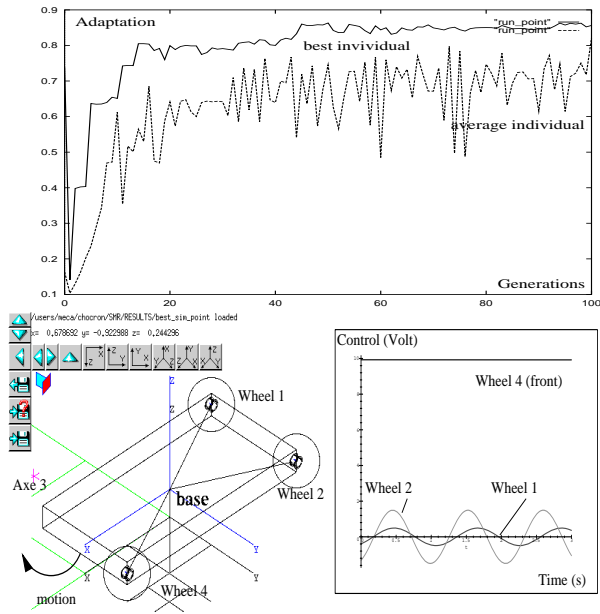 0.9
Adaptation
"run_point"
"run_point"
best invividual
0.8
0.7
0.6
average individual
0.5
0.4
0.3
0.2
0.1
Generations
0
20
40
60
80
100
/users/meca/chocron/SMR/RESULTS/best_sim_point loaded
x= 0,678692 y= -0,922988 z= 0,244296
Z
Z
Wheel 1
Axe 3
base
Wheel 2
X
Y
X
Y
Wheel 4
motion
Control (Volt)
Wheel 4 (front)
Wheel 2
Wheel 1
Time (s)